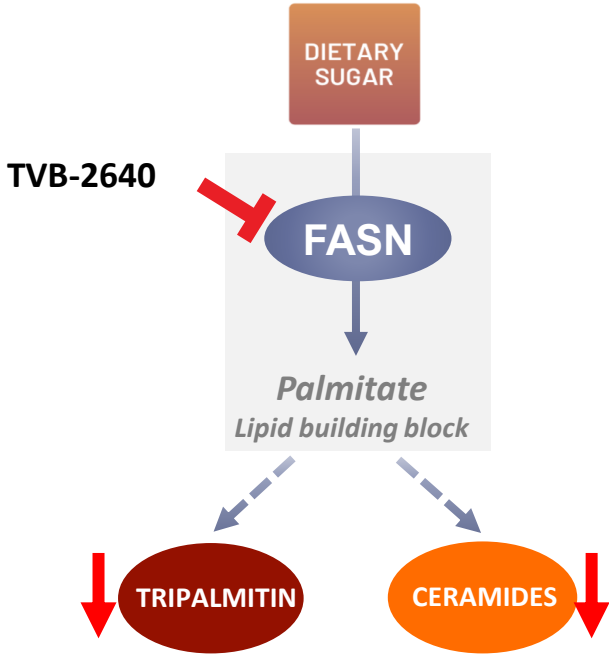 DIETARY
SUGAR
TVB-2640
FASN
Palmitate
Lipid building block
TRIPALMITIN
CERAMIDES